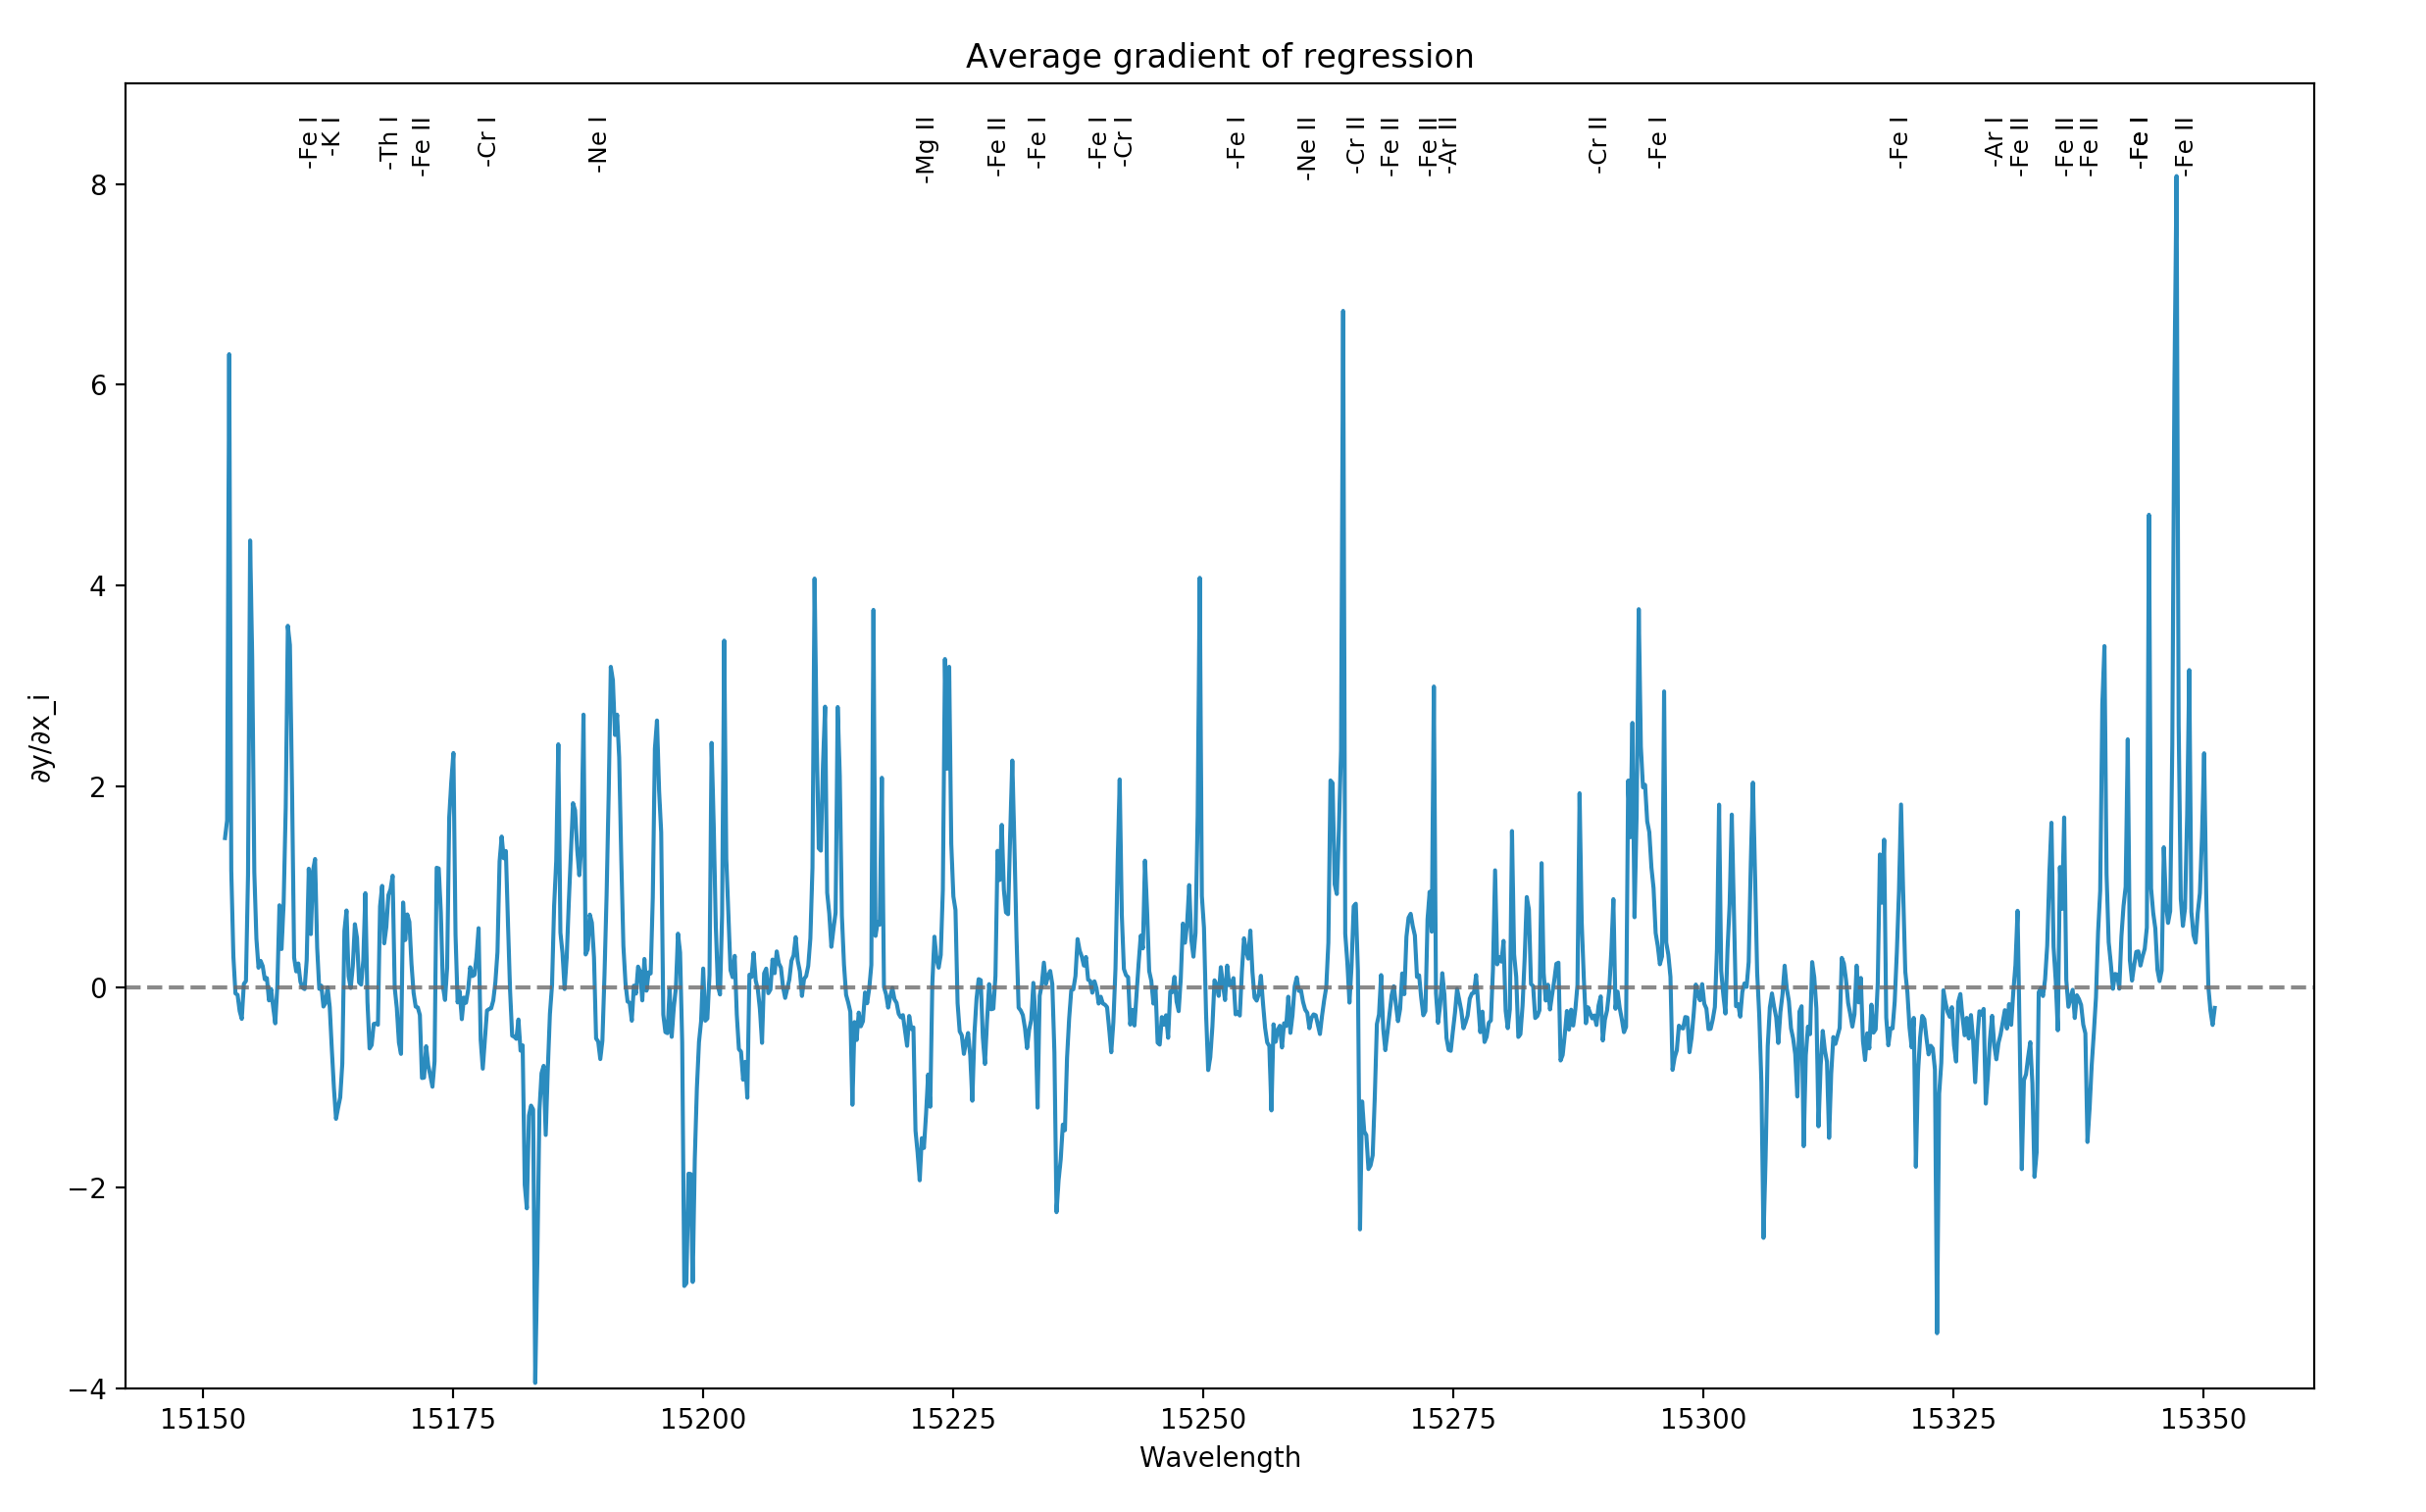 Average gradient of regression
-Fe I
-K I
-Th I
-Fe II
-Cr I
-Ne I
-Mg II
-Fe II
-Fe I
-Fe I
-Cr I
-Fe I
-Ne II
-Cr II
-Fe II
-Fe II
-Ar II
-Cr II
-Fe I
-Fe I
-Ar I
-Fe II
-Fe II
-Fe II
-Fe I
-Fe II
8
6
4
2
0
−2
−4
∂y/∂x_i
15150
15175
15200
15225
15250
15275
15300
15325
15350
Wavelength